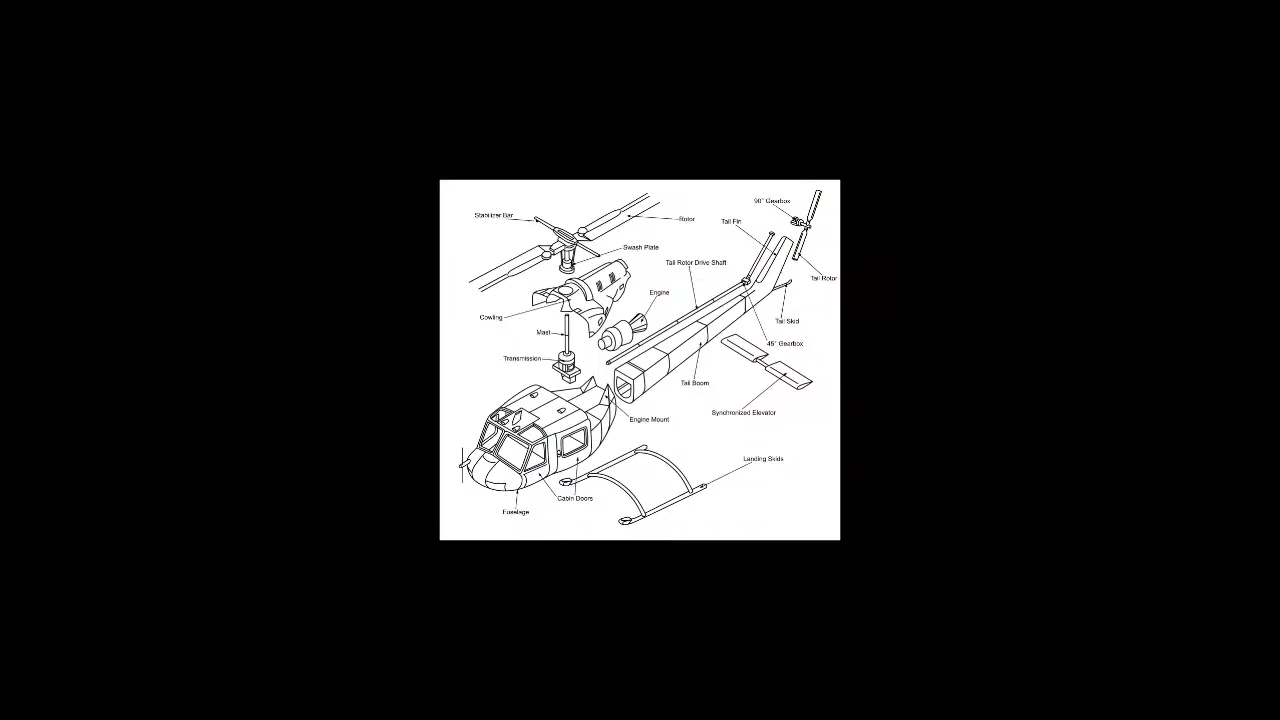 90° Gearbox
Stabilizer Bar
Rotor
Tail Fin
Swash Plate
Tail Rotor Drive Shaft
Tail Rotor
Engine
Cowling
Tail Skid
Mast
45° Gearbox
Transmission
Tail Boom
Synchronized Elevator
Engine Mount
Landing Skids
Cabin Doors
Fuselage